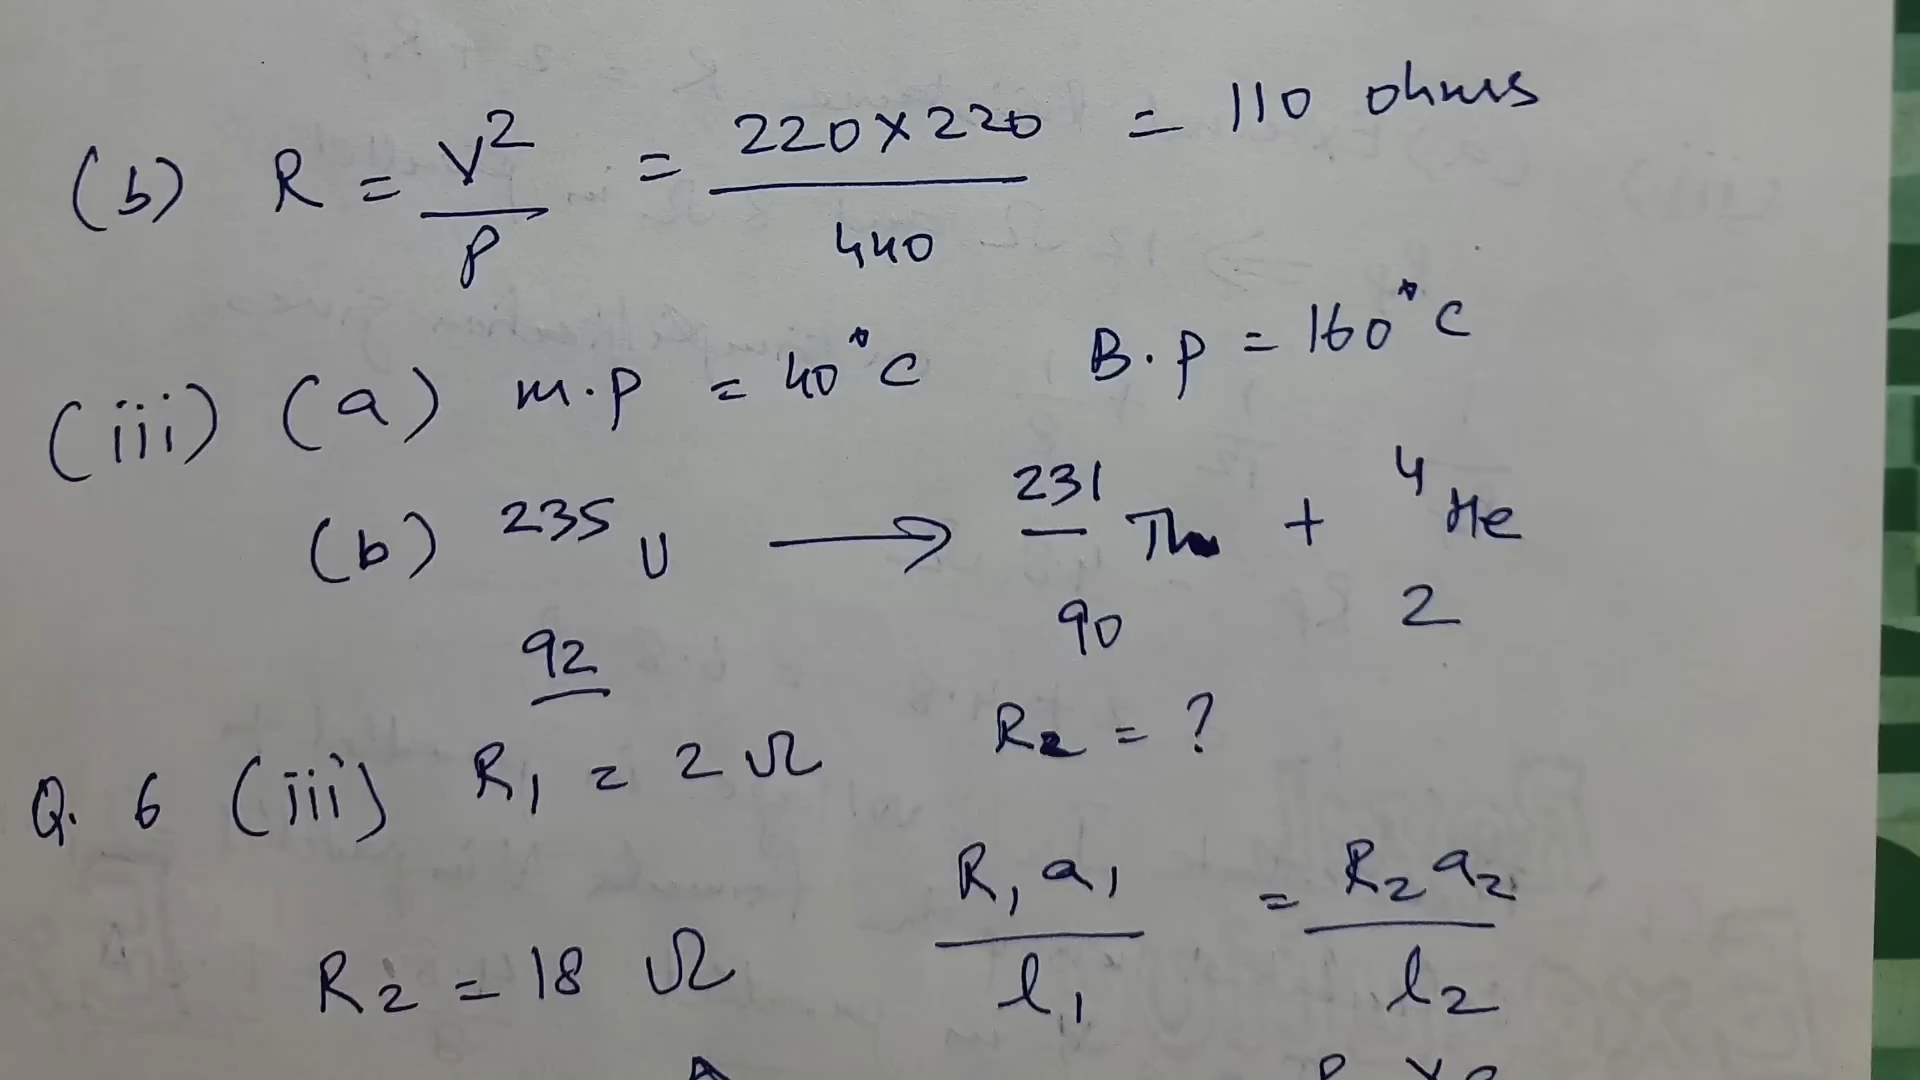 (b) R = V²/P = 220×220/440 = 110 ohms
(iii) (a) m.p = 40°C B.p = 160°C
(b) 235 U 92 → 231 Th 90 + 4 He 2
Q. 6 (iii) R₁ = 2 Ω R₂ = ?
R₂ = 18 Ω R₁a₁/l₁ = R₂a₂/l₂